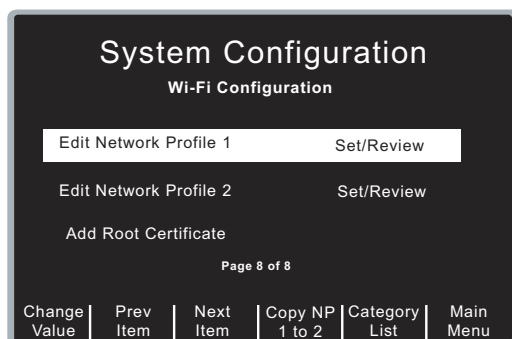 System Configuration
Wi-Fi Configuration
Edit Network Profile 1 Set/Review
Edit Network Profile 2 Set/Review
Add Root Certificate
Page 8 of 8
Change Value
Prev Item
Next Item
Copy NP 1 to 2
Category List
Main Menu